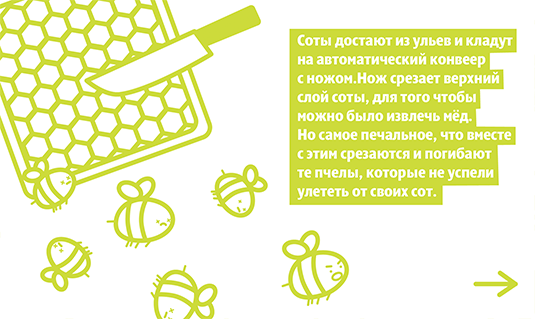 Соты достают из ульев и кладут
на автоматический конвеер
с ножом.Нож срезает верхний
слой соты, для того чтобы
можно было извлечь мёд.
Но самое печальное, что вместе
с этим срезаются и погибают
те пчелы, которые не успели
улететь от своих сот.